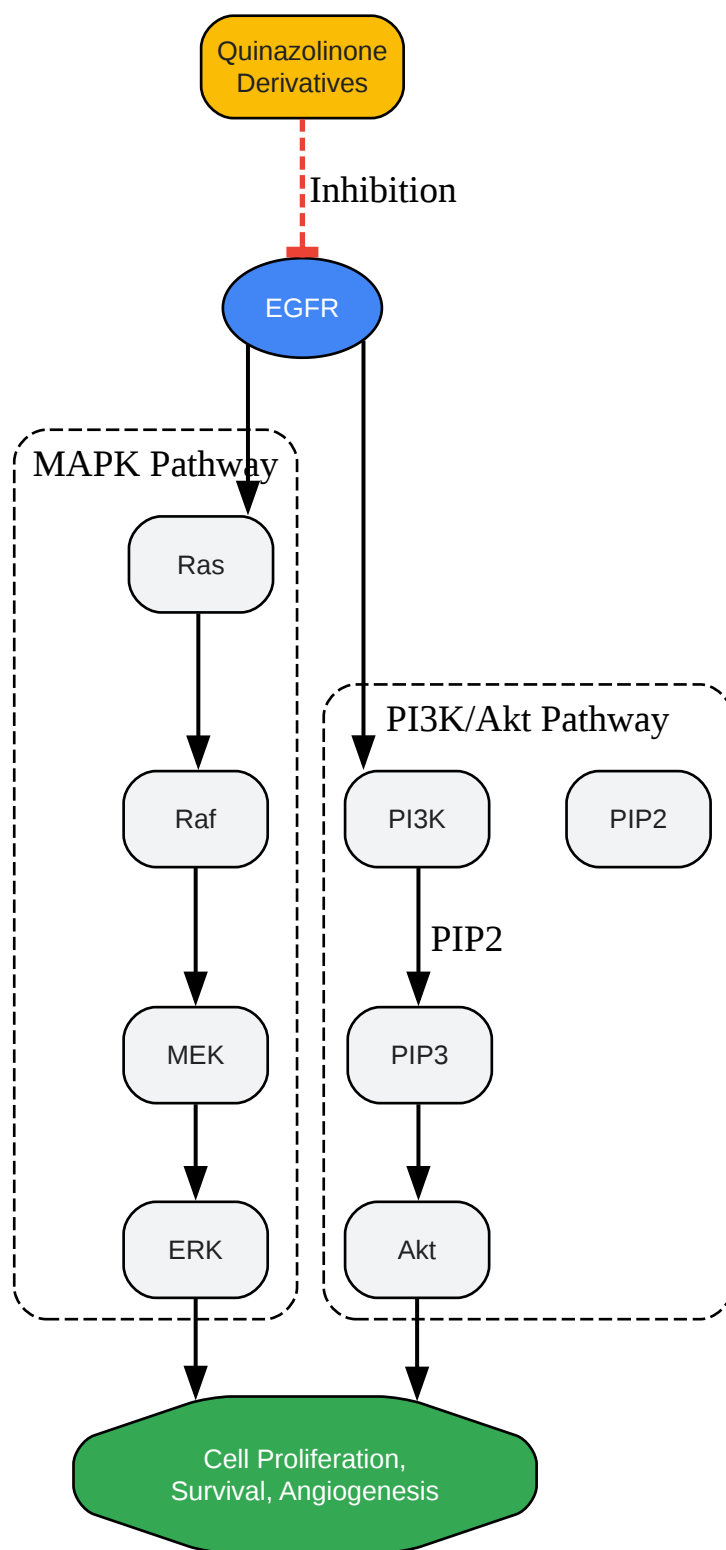 Quinazolinone
Derivatives
Inhibition
EGFR
MAPK Pathway
Ras
PI3K/Akt Pathway
Raf
PI3K
PIP2
PIP2
MEK
PIP3
ERK
Akt
Cell Proliferation,
Survival, Angiogenesis